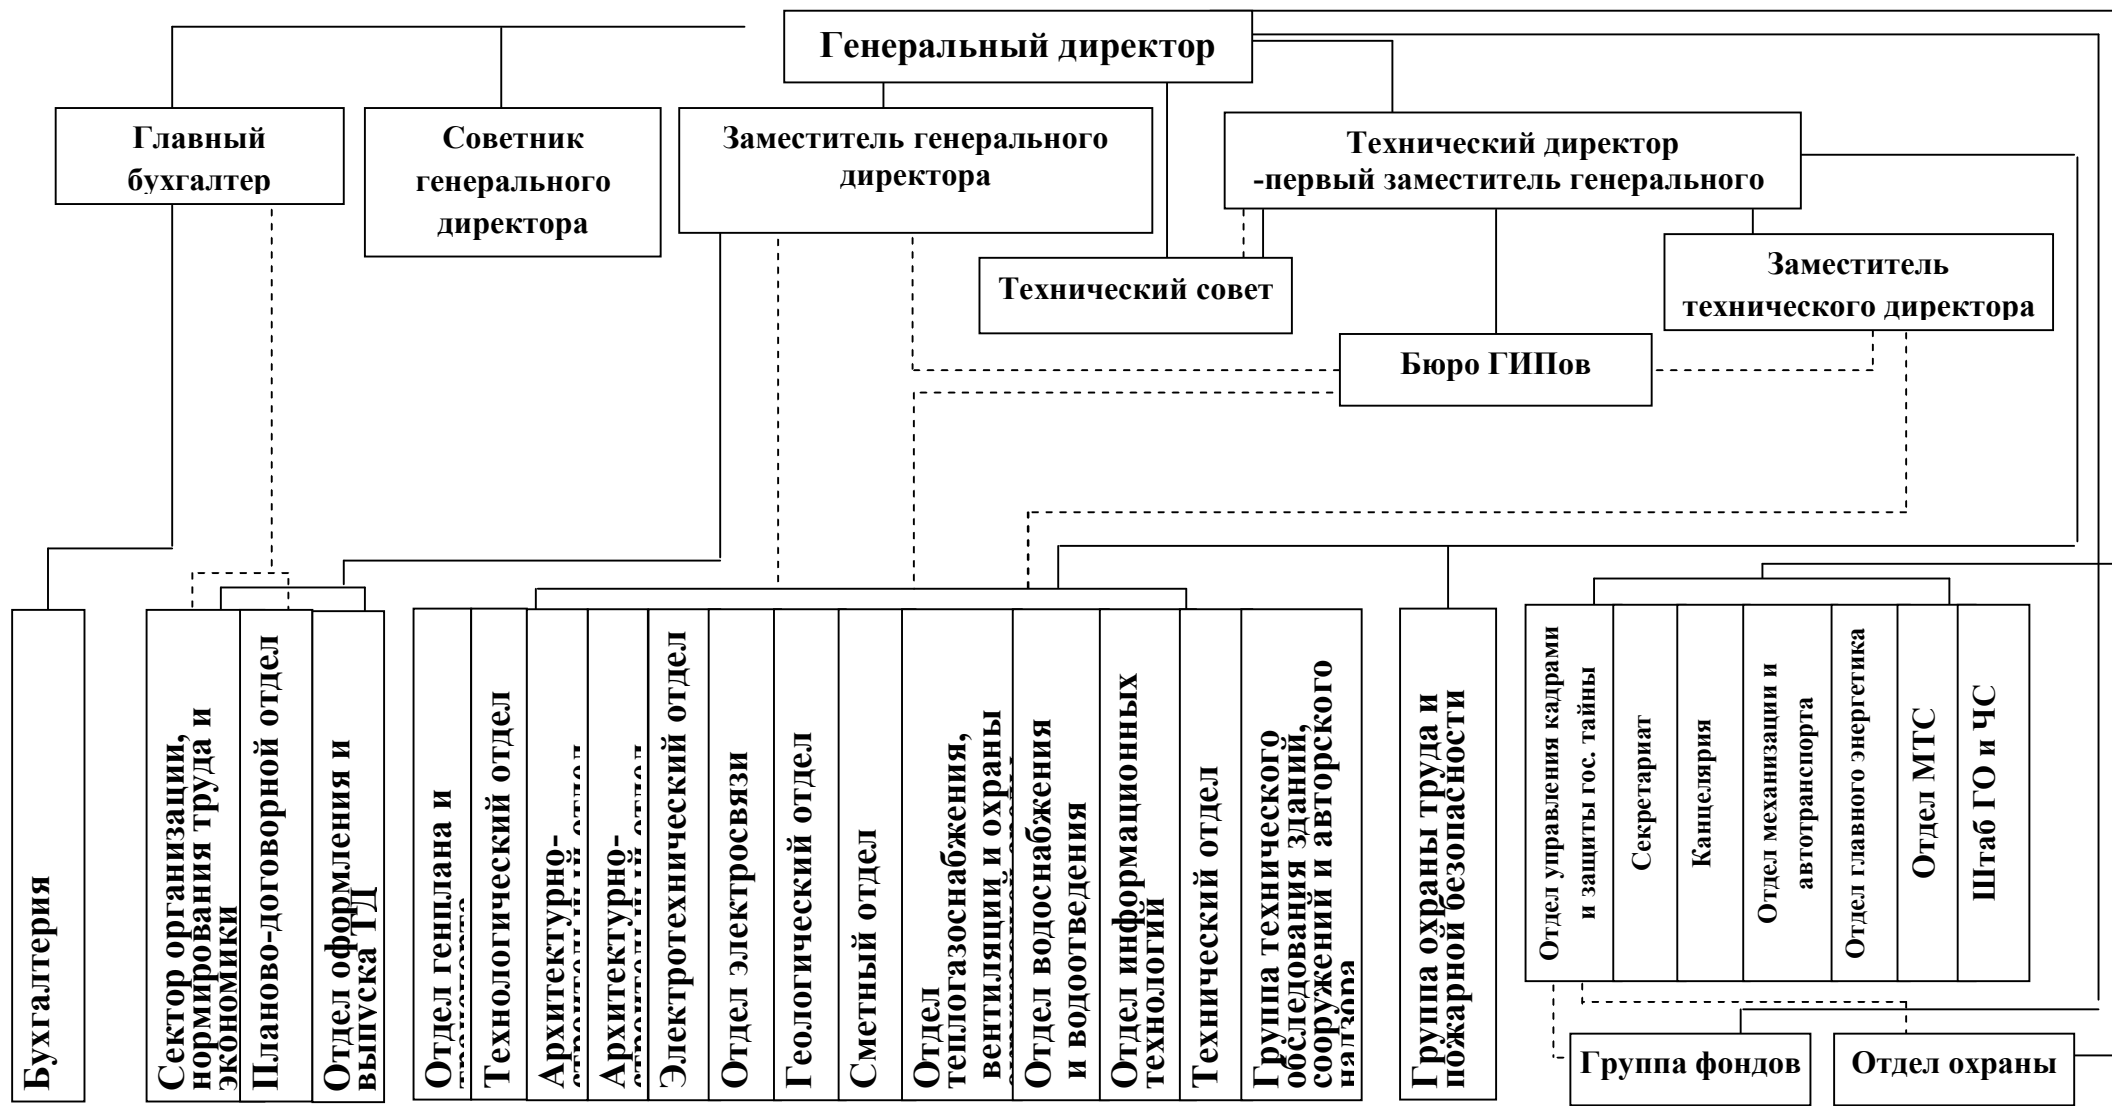 Генеральный директор
Главный
бухгалтер
Советник
генерального
директора
Заместитель генерального
директора
Технический директор
-первый заместитель генерального
Технический совет
Заместитель
технического директора
Бюро ГИПов
Бухгалтерия
Сектор организации,
нормирования труда и
экономики
Планово-договорной отдел
Отдел оформления и
выпуска ТД
Отдел генплана и
Технологический отдел
Архитектурно-
Архитектурно-
Электротехнический отдел
Отдел электросвязи
Геологический отдел
Сметный отдел
Отдел
теплогазоснабжения,
вентиляции и охраны
Отдел водоснабжения
и водоотведения
Отдел информационных
технологий
Технический отдел
Группа технического
обследования зданий,
сооружений и авторского
надзора
Группа охраны труда и
пожарной безопасности
Отдел управления кадрами
и защиты гос. тайны
Секретариат
Канцелярия
Отдел механизации и
автотранспорта
Отдел главного энергетика
Отдел МТС
Штаб ГО и ЧС
Группа фондов
Отдел охраны